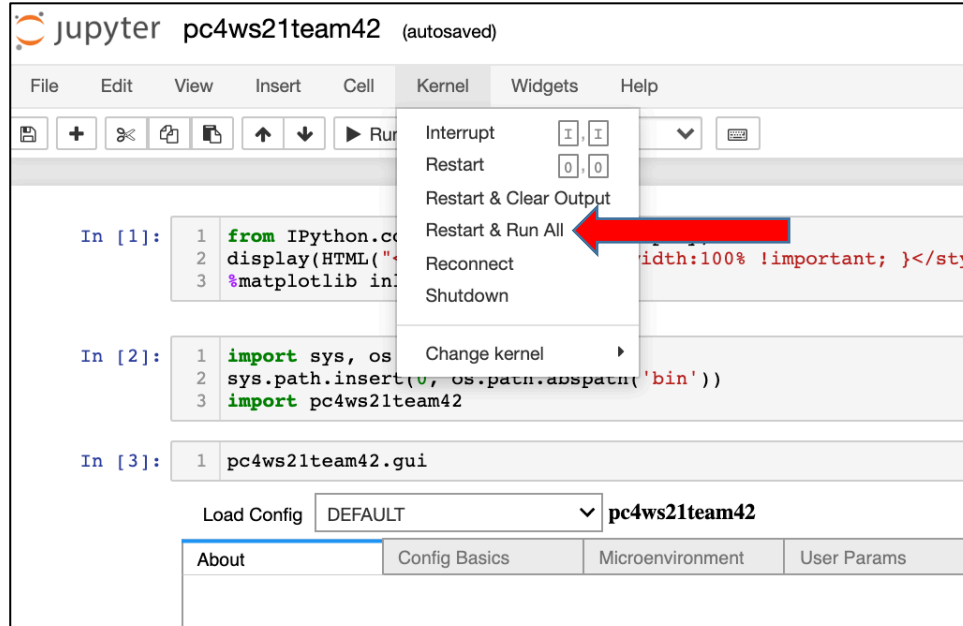 jupyter pc4ws21team42 (autosaved)
File Edit View Insert Cell Kernel Widgets Help
Run
Interrupt I,I
Restart 0,0
Restart & Clear Output
Restart & Run All
Reconnect
Shutdown
Change kernel
In [1]:
1 from IPython.co
2 display(HTML("< idth:100% !important; }</sty
3 %matplotlib inl
In [2]:
1 import sys, os
2 sys.path.insert(0, os.path.abspath('bin'))
3 import pc4ws21team42
In [3]:
1 pc4ws21team42.gui
Load Config DEFAULT pc4ws21team42
About Config Basics Microenvironment User Params